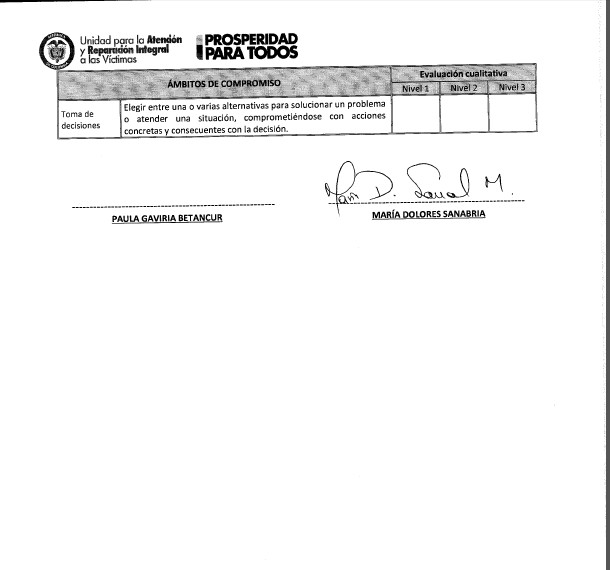 Unidad para la Atención
y Reparación Integral
a las Víctimas
PROSPERIDAD
PARA TODOS
ÁMBITOS DE COMPROMISO
Evaluación cualitativa
Nivel 1 Nivel 2 Nivel 3
Toma de
decisiones
Elegir entre una o varias alternativas para solucionar un problema
o atender una situación, comprometiéndose con acciones
concretas y consecuentes con la decisión.
PAULA GAVIRIA BETANCUR
MARÍA DOLORES SANABRIA